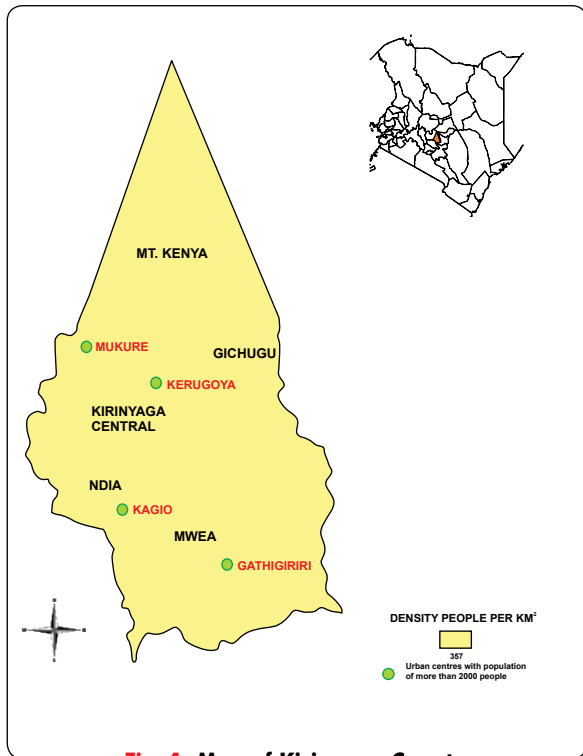 MT. KENYA
MUKURE
GICHUGU
KERUGOYA
KIRINYAGA
CENTRAL
NDIA
KAGIO
MWEA
GATHIGIRIRI
N
W
E
S
DENSITY PEOPLE PER KM²
357
Urban centres with population
of more than 2000 people